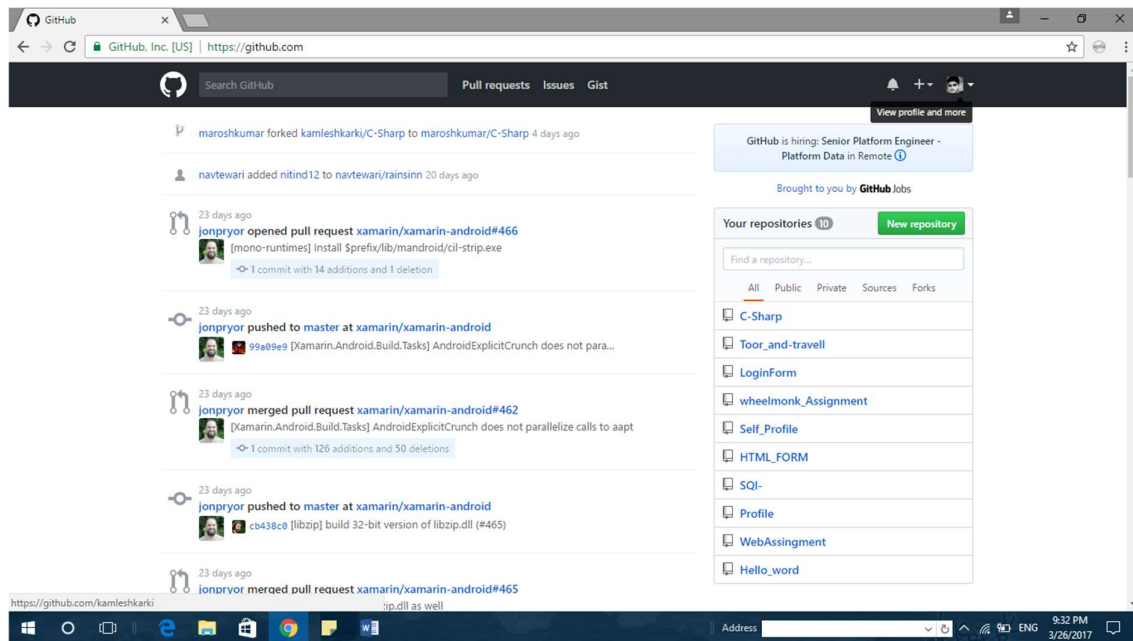 GitHub
GitHub, Inc. [US] | https://github.com
Search GitHub
Pull requests Issues Gist
View profile and more
maroshkumar forked kamleshkarki/C-Sharp to maroshkumar/C-Sharp 4 days ago
navtewari added nitind12 to navtewari/rainsinn 20 days ago
23 days ago
jonpryor opened pull request xamarin/xamarin-android#466
[mono-runtimes] Install $prefix/lib/mandroid/cil-strip.exe
1 commit with 14 additions and 1 deletion
23 days ago
jonpryor pushed to master at xamarin/xamarin-android
99a09e9 [Xamarin.Android.Build.Tasks] AndroidExplicitCrunch does not para...
23 days ago
jonpryor merged pull request xamarin/xamarin-android#462
[Xamarin.Android.Build.Tasks] AndroidExplicitCrunch does not parallelize calls to aapt
1 commit with 126 additions and 50 deletions
23 days ago
jonpryor pushed to master at xamarin/xamarin-android
cb438c0 [libzip] build 32-bit version of libzip.dll (#465)
23 days ago
jonpryor merged pull request xamarin/xamarin-android#465
zip.dll as well
GitHub is hiring: Senior Platform Engineer -
Platform Data in Remote
Brought to you by GitHub Jobs
Your repositories 10
New repository
Find a repository...
All Public Private Sources Forks
C-Sharp
Toor_and-travell
LoginForm
wheelmonk_Assignment
Self_Profile
HTML_FORM
SQl-
Profile
WebAssingment
Hello_word
https://github.com/kamleshkarki
Address
ENG
9:32 PM
3/26/2017